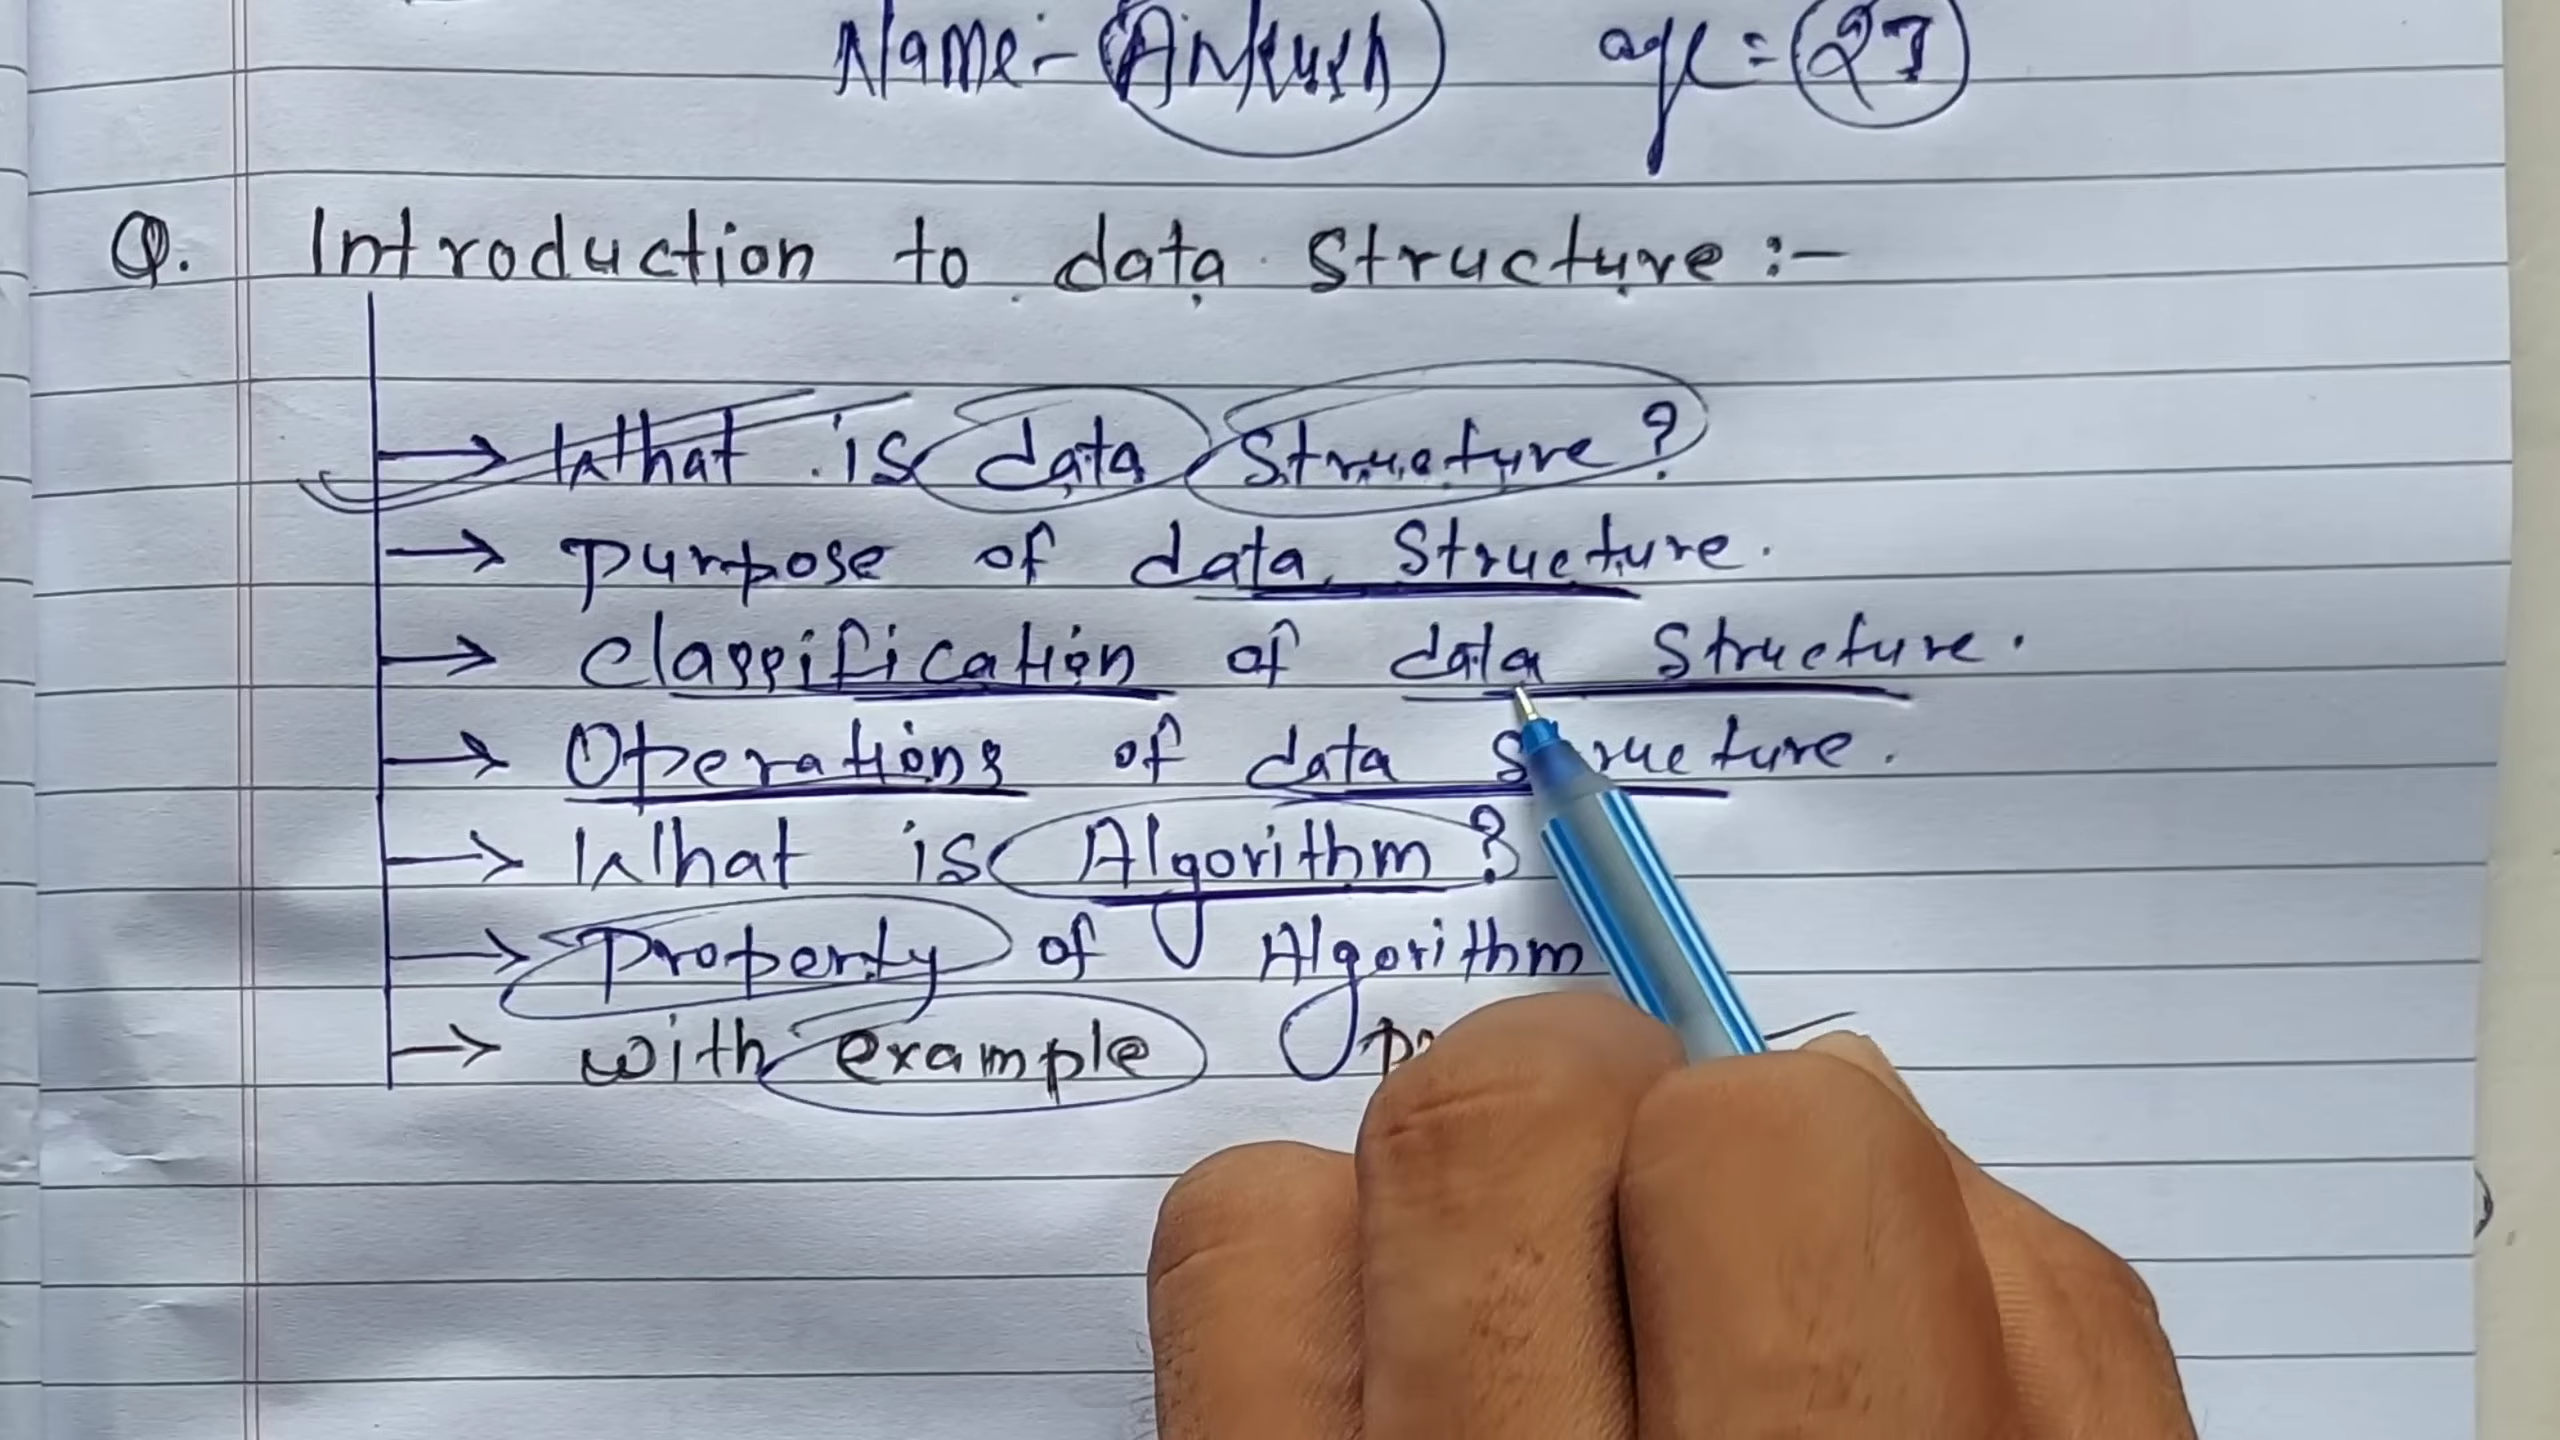 Name:- Ankush age = 27
Q. Introduction to data Structure :-
→ What is data Structure?
→ purpose of data Structure.
→ Classification of data Structure.
→ Operations of data Structure.
→ What is Algorithm?
→ Property of Algorithm
→ with example